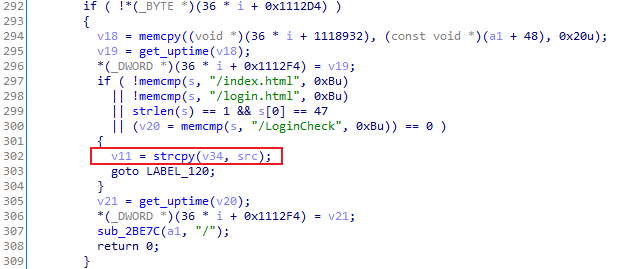 292 if ( !*(_BYTE *)(36 * i + 0x1112D4) )
293 {
294 v18 = memcpy((void *)(36 * i + 1118932), (const void *)(a1 + 48), 0x20u);
295 v19 = get_uptime(v18);
296 *(_DWORD *)(36 * i + 0x1112F4) = v19;
297 if ( !memcmp(s, "/index.html", 0xBu)
298 || !memcmp(s, "/login.html", 0xBu)
299 || strlen(s) == 1 && s[0] == 47
300 || (v20 = memcmp(s, "/LoginCheck", 0xBu)) == 0 )
301 {
302 v11 = strcpy(v34, src);
303 goto LABEL_120;
304 }
305 v21 = get_uptime(v20);
306 *(_DWORD *)(36 * i + 0x1112F4) = v21;
307 sub_2BE7C(a1, "/");
308 return 0;
309 }